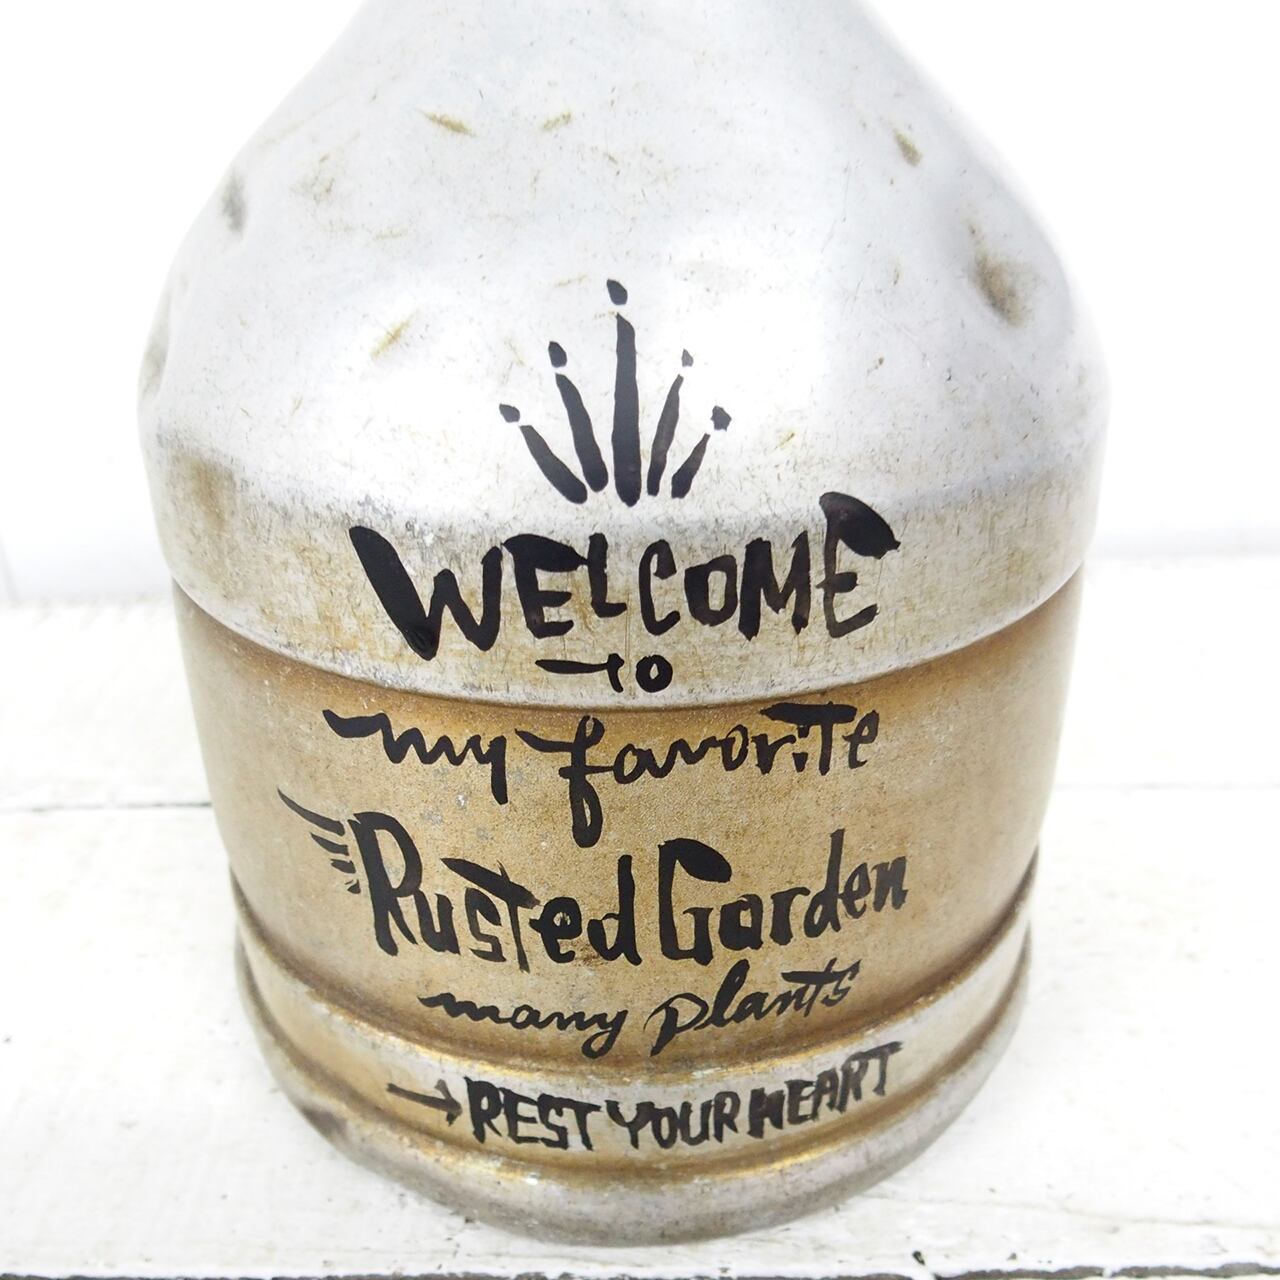 WELCOME
TO
my favoriTe
RusTed Garden
many plants
REST YOUR HEART